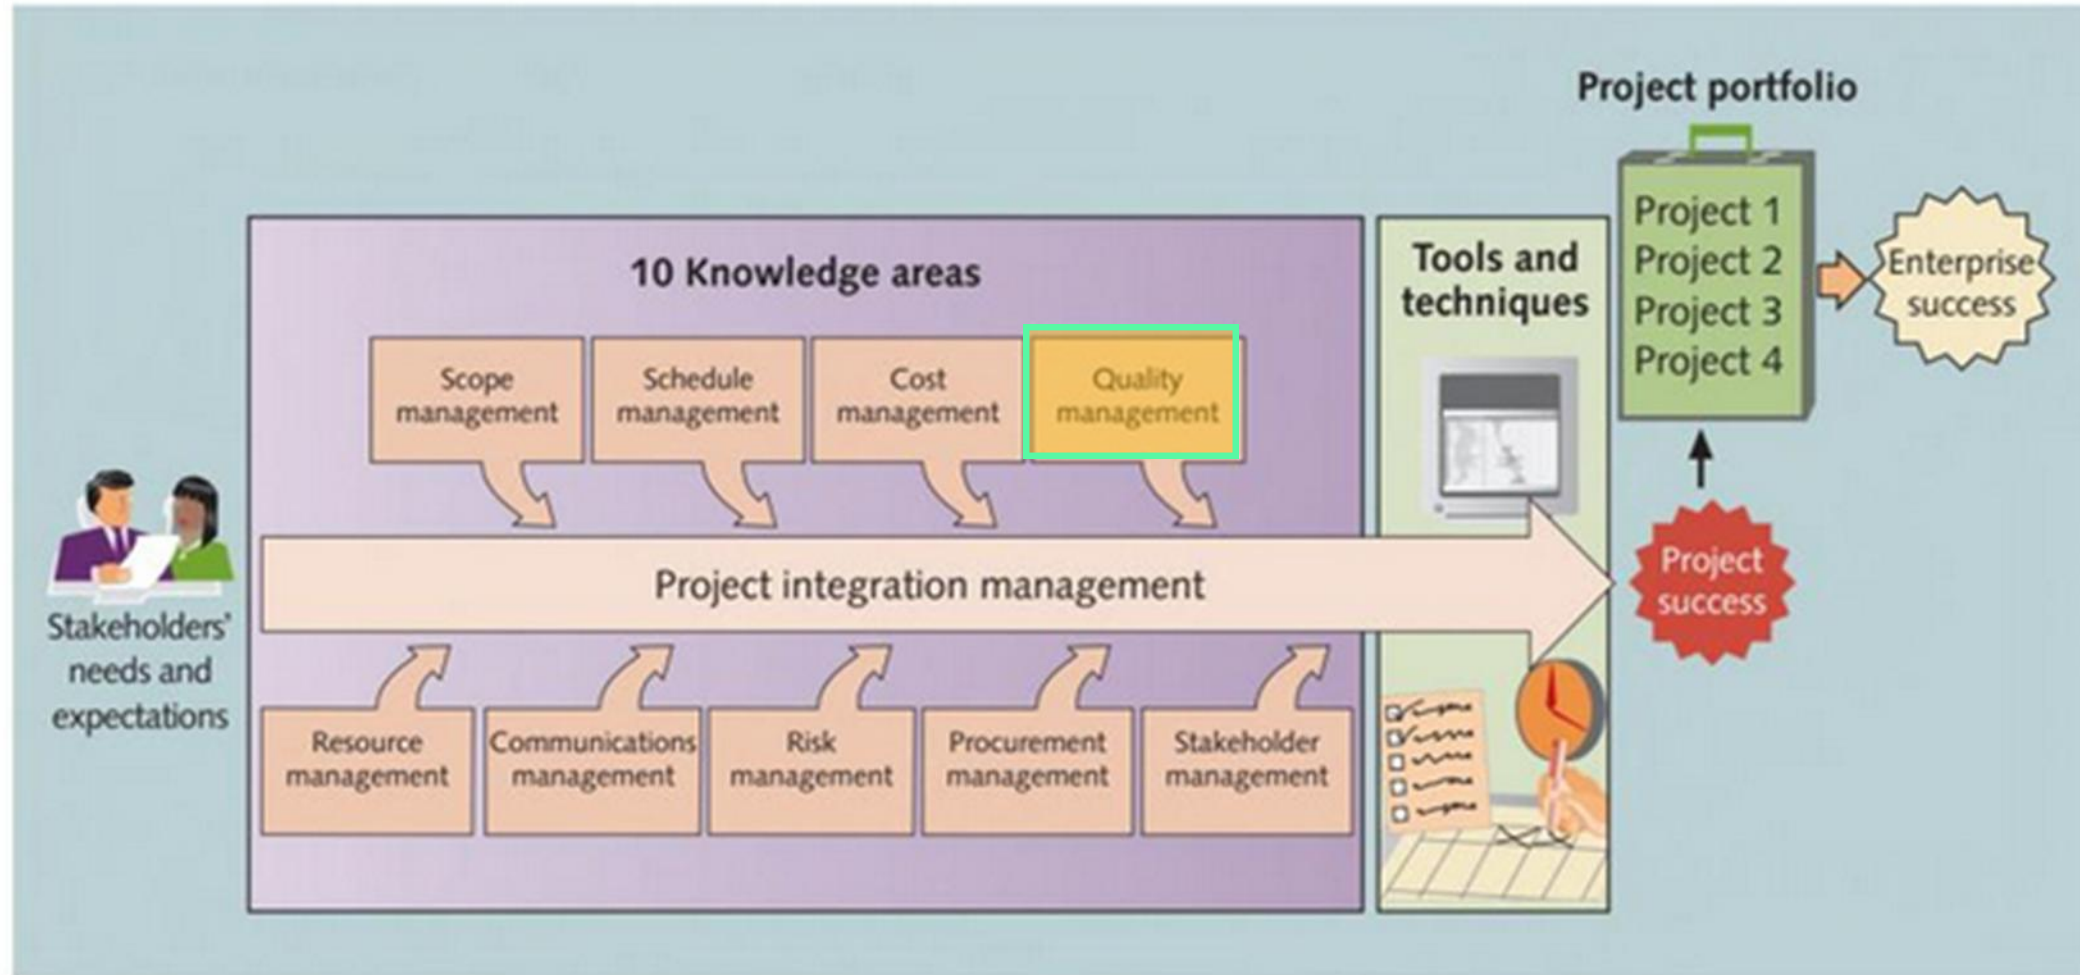 Project portfolio
Project 1
Project 2
Project 3
Project 4
Enterprise
success
10 Knowledge areas
Tools and
techniques
Scope
management
Schedule
management
Cost
management
Quality
management
Project integration management
Project
success
Stakeholders'
needs and
expectations
Resource
management
Communications
management
Risk
management
Procurement
management
Stakeholder
management